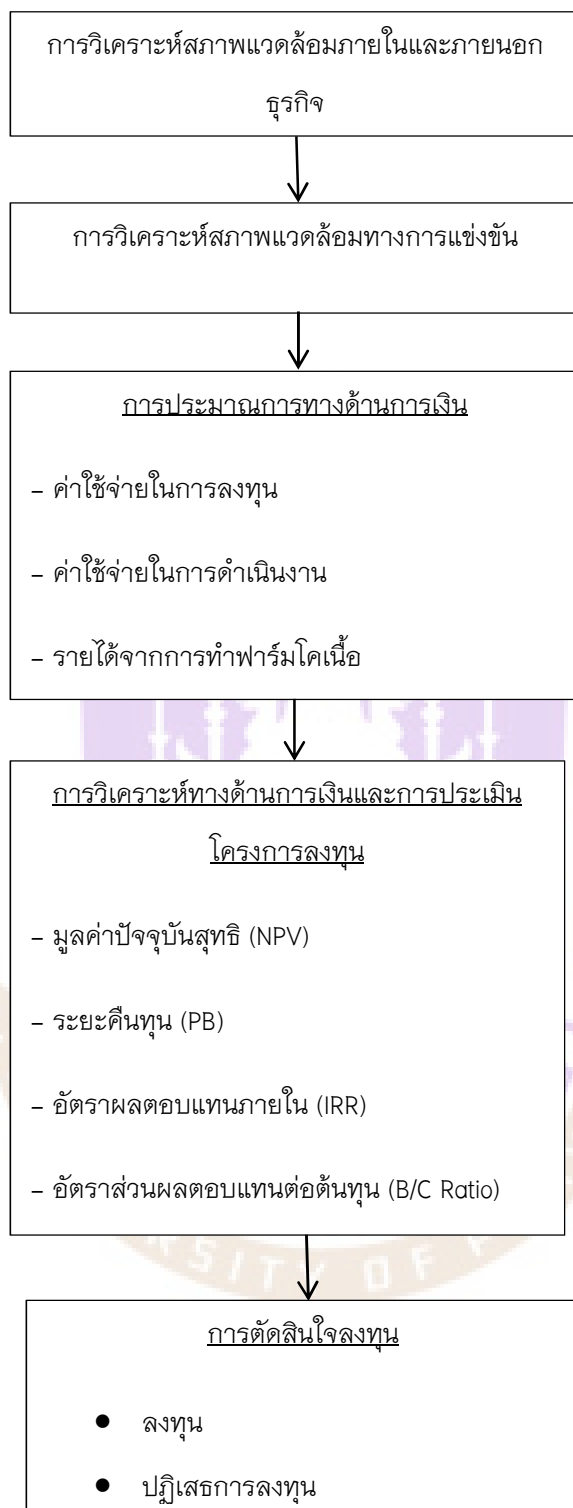 การวิเคราะห์สภาพแวดล้อมภายในและภายนอก
ธุรกิจ
การวิเคราะห์สภาพแวดล้อมทางการแข่งขัน
การประมาณการทางด้านการเงิน
– ค่าใช้จ่ายในการลงทุน
– ค่าใช้จ่ายในการดำเนินงาน
– รายได้จากการทำฟาร์มโคเนื้อ
การวิเคราะห์ทางด้านการเงินและการประเมิน
โครงการลงทุน
– มูลค่าปัจจุบันสุทธิ (NPV)
– ระยะคืนทุน (PB)
– อัตราผลตอบแทนภายใน (IRR)
– อัตราส่วนผลตอบแทนต่อต้นทุน (B/C Ratio)
RSITY OF
การตัดสินใจลงทุน
● ลงทุน
● ปฏิเสธการลงทุน